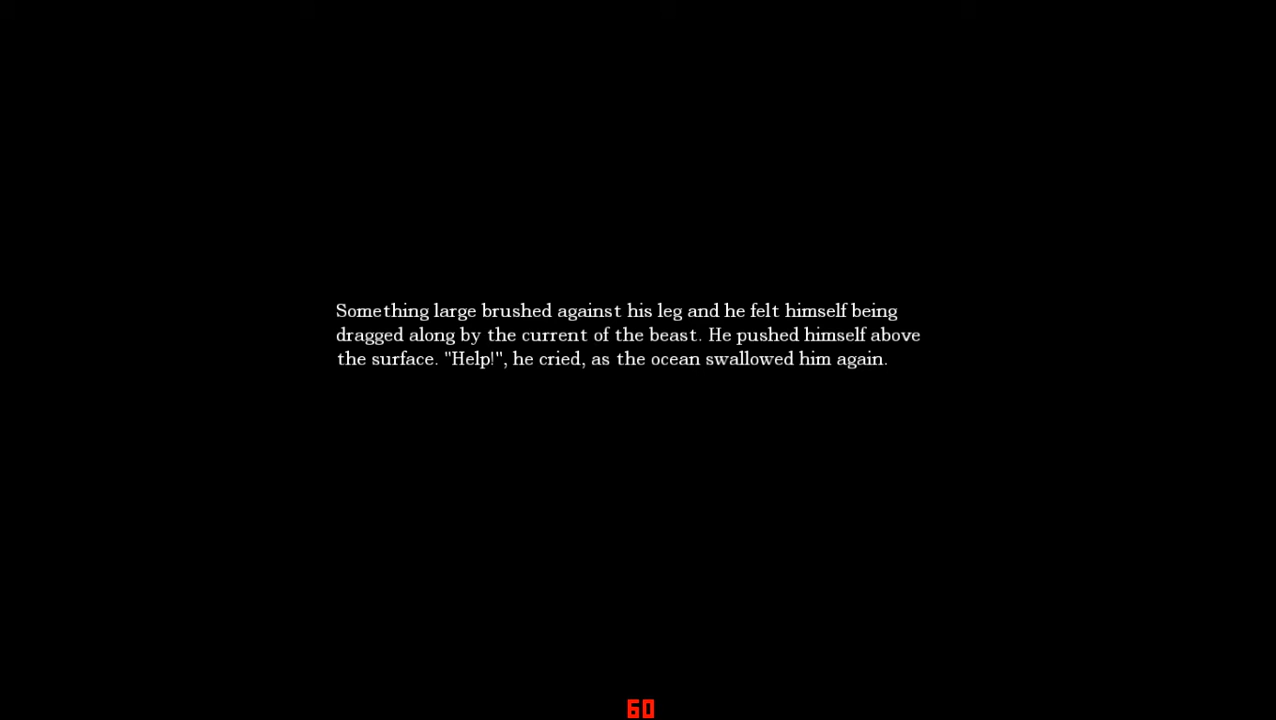 Something large brushed against his leg and he felt himself being
dragged along by the current of the beast. He pushed himself above
the surface. "Help!", he cried, as the ocean swallowed him again.
60